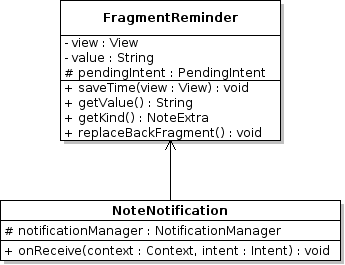 FragmentReminder
- view : View
- value : String
# pendingIntent : PendingIntent
+ saveTime(view : View) : void
+ getValue() : String
+ getKind() : NoteExtra
+ replaceBackFragment() : void
NoteNotification
# notificationManager : NotificationManager
+ onReceive(context : Context, intent : Intent) : void